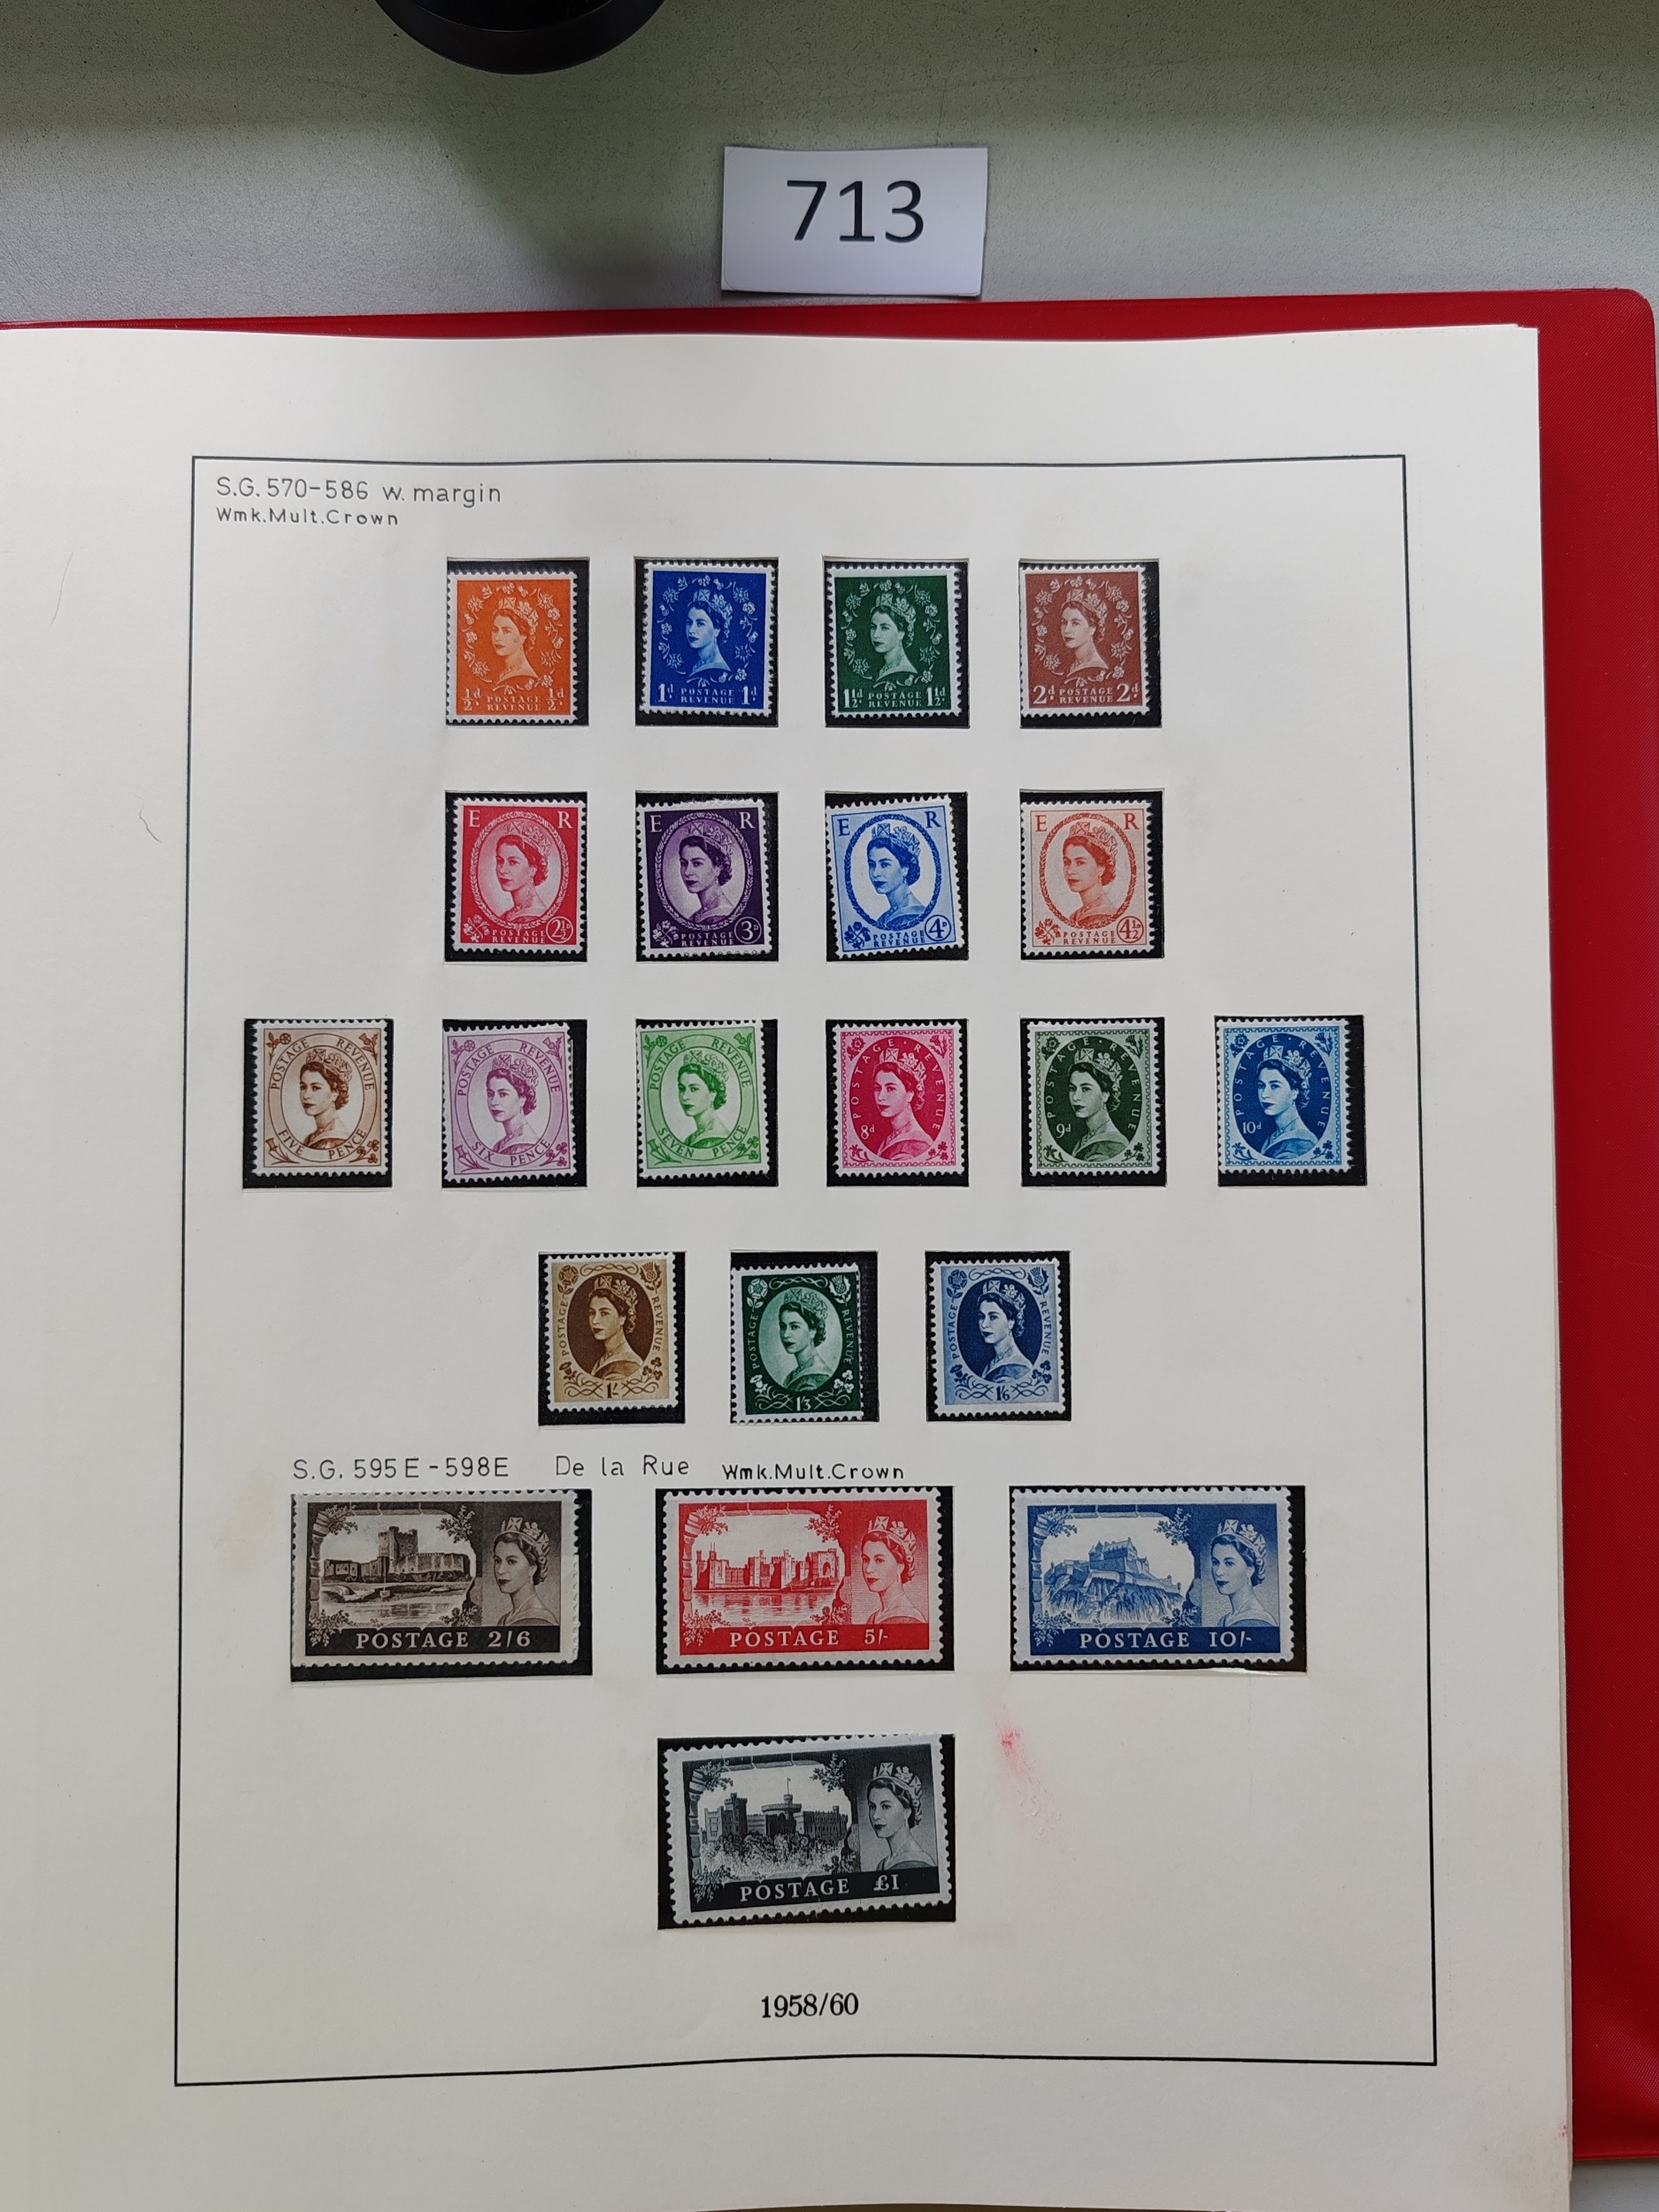 713
S.G. 570-586 w. margin
Wmk.Mult.Crown
½d POSTAGE REVENUE ½d
1d POSTAGE REVENUE 1d
1½d POSTAGE REVENUE 1½d
2d POSTAGE REVENUE 2d
E R POSTAGE REVENUE 2½D
E R POSTAGE REVENUE 3D
E R POSTAGE REVENUE 4D
E R POSTAGE REVENUE 4½D
POSTAGE REVENUE FIVE PENCE
POSTAGE REVENUE SIX PENCE
POSTAGE REVENUE SEVEN PENCE
POSTAGE·REVENUE 8d
POSTAGE·REVENUE 9d
POSTAGE·REVENUE 10d
POSTAGE REVENUE 1/-
POSTAGE REVENUE 1/3
POSTAGE REVENUE 1/6
S.G. 595E-598E De la Rue Wmk.Mult.Crown
POSTAGE 2/6
POSTAGE 5/-
POSTAGE 10/-
POSTAGE £1
1958/60